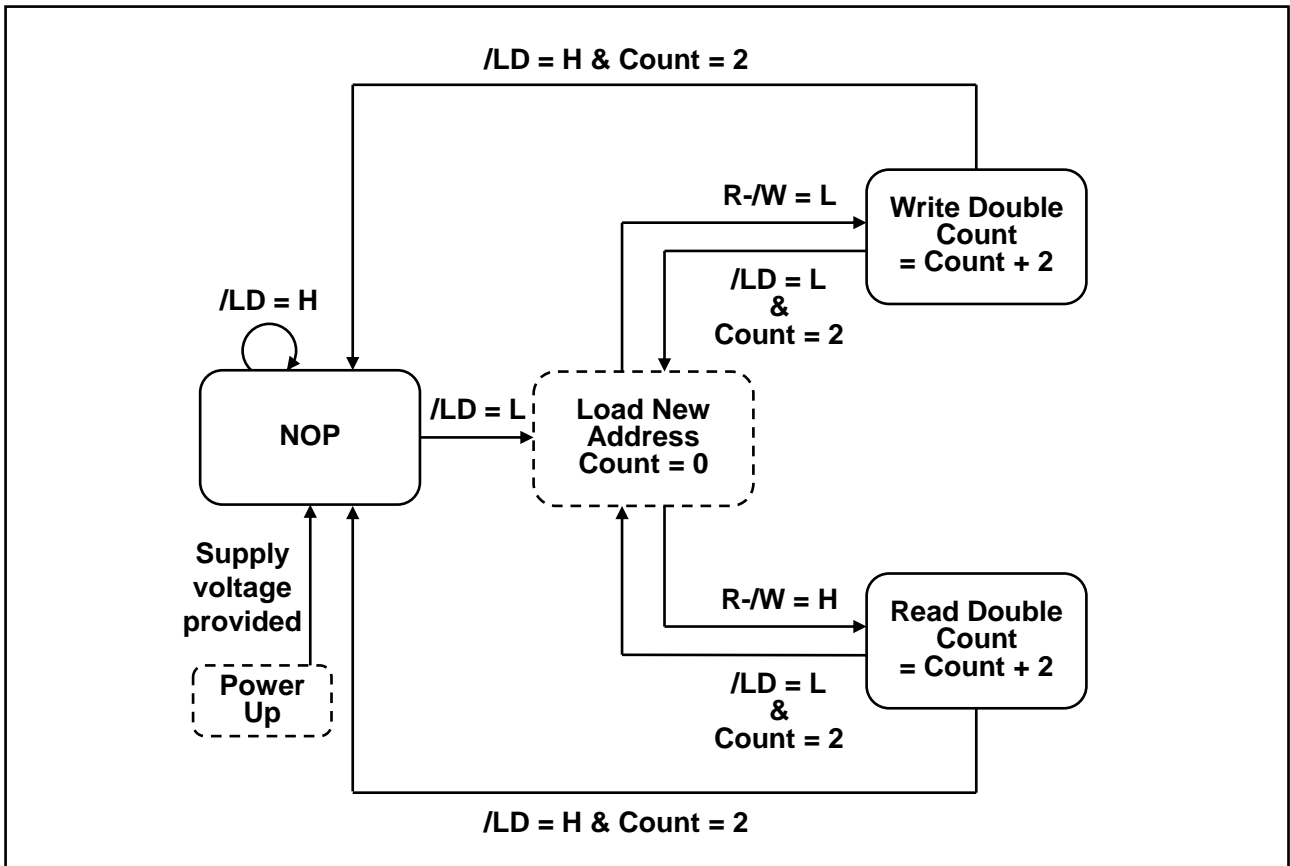 /LD = H & Count = 2
R-/W = L
Write Double
Count
= Count + 2
/LD = L
&
Count = 2
/LD = H
NOP
/LD = L
Load New
Address
Count = 0
Supply
voltage
provided
Power
Up
R-/W = H
Read Double
Count
= Count + 2
/LD = L
&
Count = 2
/LD = H & Count = 2